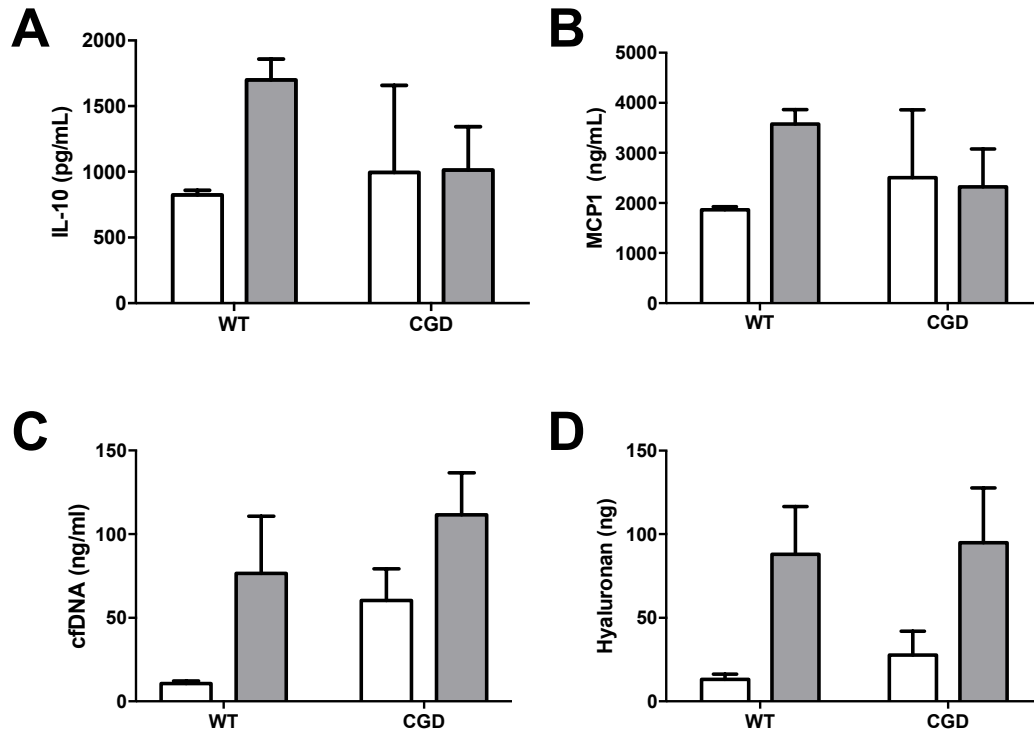 A
IL-10 (pg/mL)
2000
1500
1000
500
0
WT CGD
B
MCP1 (ng/mL)
5000
4000
3000
2000
1000
0
WT CGD
C
cfDNA (ng/ml)
150
100
50
0
WT CGD
D
Hyaluronan (ng)
150
100
50
0
WT CGD